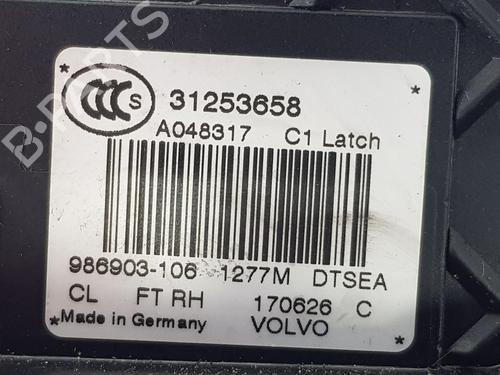 CCC S 31253658
A048317 C1 Latch
986903-106 1277M DTSEA
CL FT RH 170626 C
*Made in Germany VOLVO *
B-PARTS